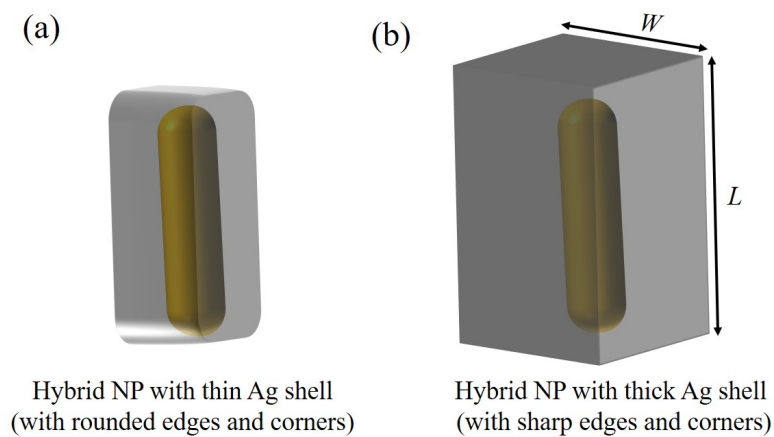 (a)
(b)
W
L
Hybrid NP with thin Ag shell
(with rounded edges and corners)
Hybrid NP with thick Ag shell
(with sharp edges and corners)